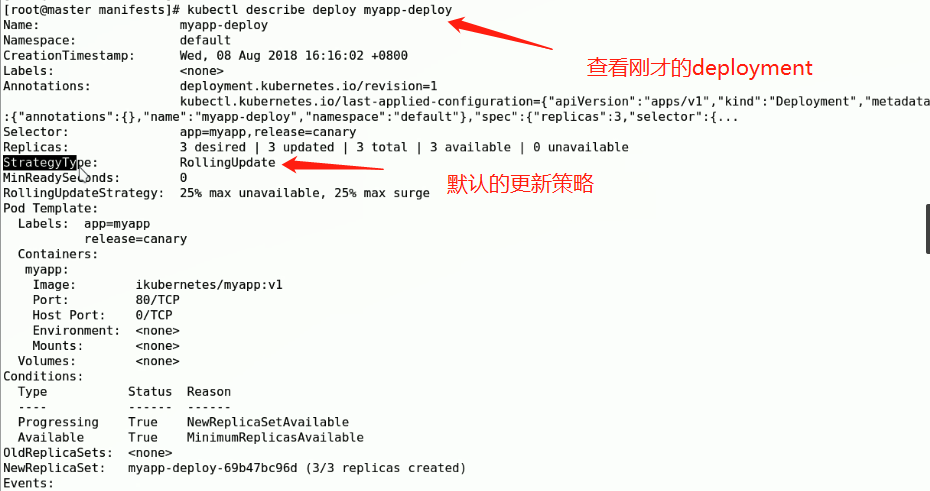 [root@master manifests]# kubectl describe deploy myapp-deploy
Name:                   myapp-deploy
Namespace:              default
CreationTimestamp:      Wed, 08 Aug 2018 16:16:02 +0800
查看刚才的deployment
Labels:                 <none>
Annotations:            deployment.kubernetes.io/revision=1
                        kubectl.kubernetes.io/last-applied-configuration={"apiVersion":"apps/v1","kind":"Deployment","metadata
:{"annotations":{},"name":"myapp-deploy","namespace":"default"},"spec":{"replicas":3,"selector":{...
Selector:               app=myapp,release=canary
Replicas:               3 desired | 3 updated | 3 total | 3 available | 0 unavailable
StrategyType:           RollingUpdate
默认的更新策略
MinReadySeconds:        0
RollingUpdateStrategy:  25% max unavailable, 25% max surge
Pod Template:
  Labels:  app=myapp
           release=canary
  Containers:
   myapp:
    Image:        ikubernetes/myapp:v1
    Port:         80/TCP
    Host Port:    0/TCP
    Environment:  <none>
    Mounts:       <none>
  Volumes:        <none>
Conditions:
  Type           Status  Reason
  ----           ------  ------
  Progressing    True    NewReplicaSetAvailable
  Available      True    MinimumReplicasAvailable
OldReplicaSets:  <none>
NewReplicaSet:   myapp-deploy-69b47bc96d (3/3 replicas created)
Events: